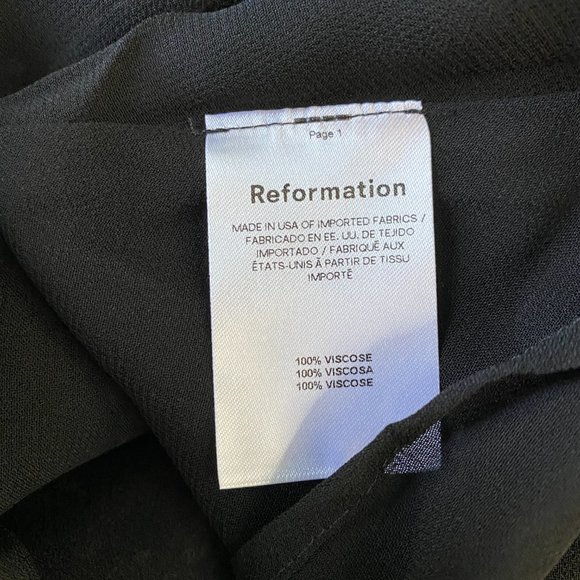 Page 1
Reformation
MADE IN USA OF IMPORTED FABRICS /
FABRICADO EN EE. UU. DE TEJIDO
IMPORTADO / FABRIQUÉ AUX
ÉTATS-UNIS À PARTIR DE TISSU
IMPORTÉ
100% VISCOSE
100% VISCOSA
100% VISCOSE